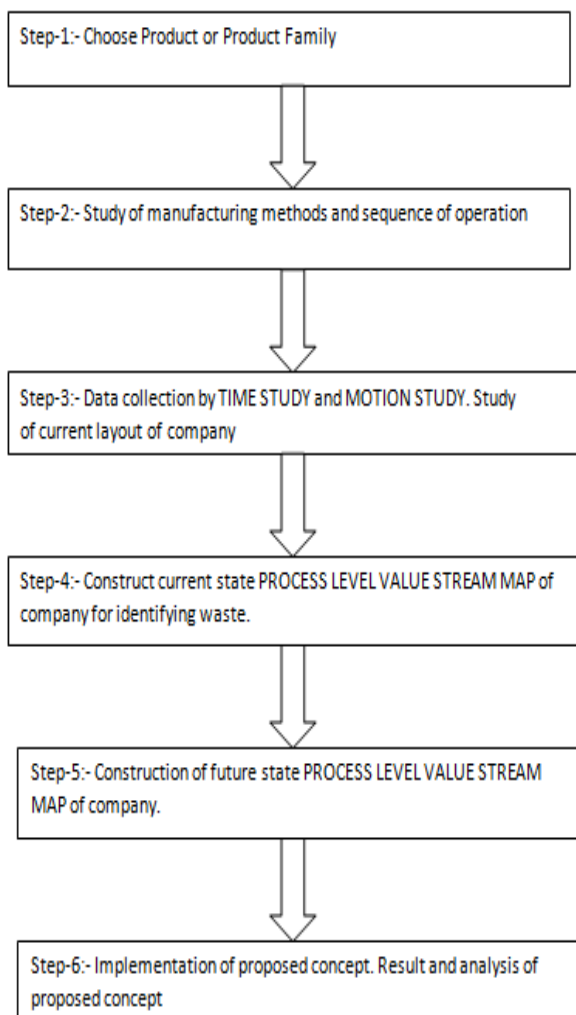 Step-1:- Choose Product or Product Family
Step-2:- Study of manufacturing methods and sequence of operation
Step-3:- Data collection by TIME STUDY and MOTION STUDY. Study
of current layout of company
Step-4:- Construct current state PROCESS LEVEL VALUE STREAM MAP of
company for identifying waste.
Step-5:- Construction of future state PROCESS LEVEL VALUE STREAM
MAP of company.
Step-6:- Implementation of proposed concept. Result and analysis of
proposed concept